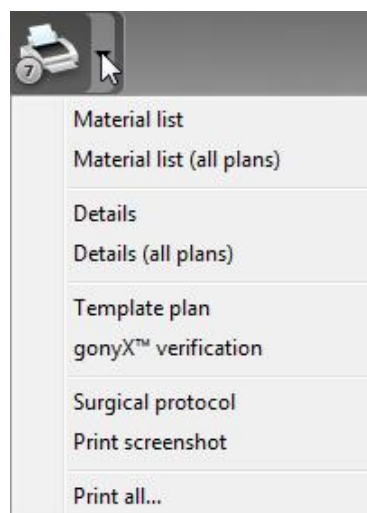 7
Material list
Material list (all plans)
Details
Details (all plans)
Template plan
gonyX™ verification
Surgical protocol
Print screenshot
Print all...